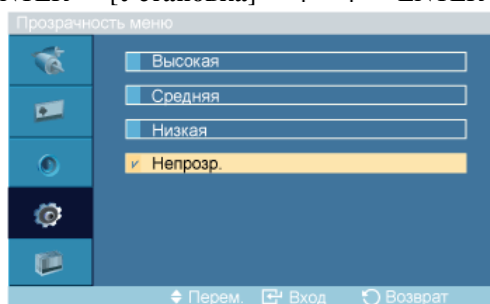 Прозрачность меню
Высокая
Средняя
Низкая
Непрозр.
Перем. Вход Возврат